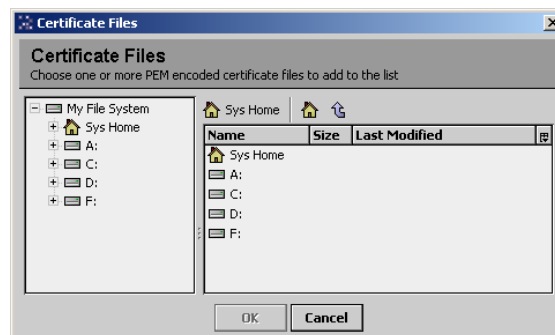 Certificate Files
Certificate Files
Choose one or more PEM encoded certificate files to add to the list
My File System
Sys Home
A:
C:
D:
F:
Sys Home
Name Size Last Modified
Sys Home
A:
C:
D:
F:
OK Cancel